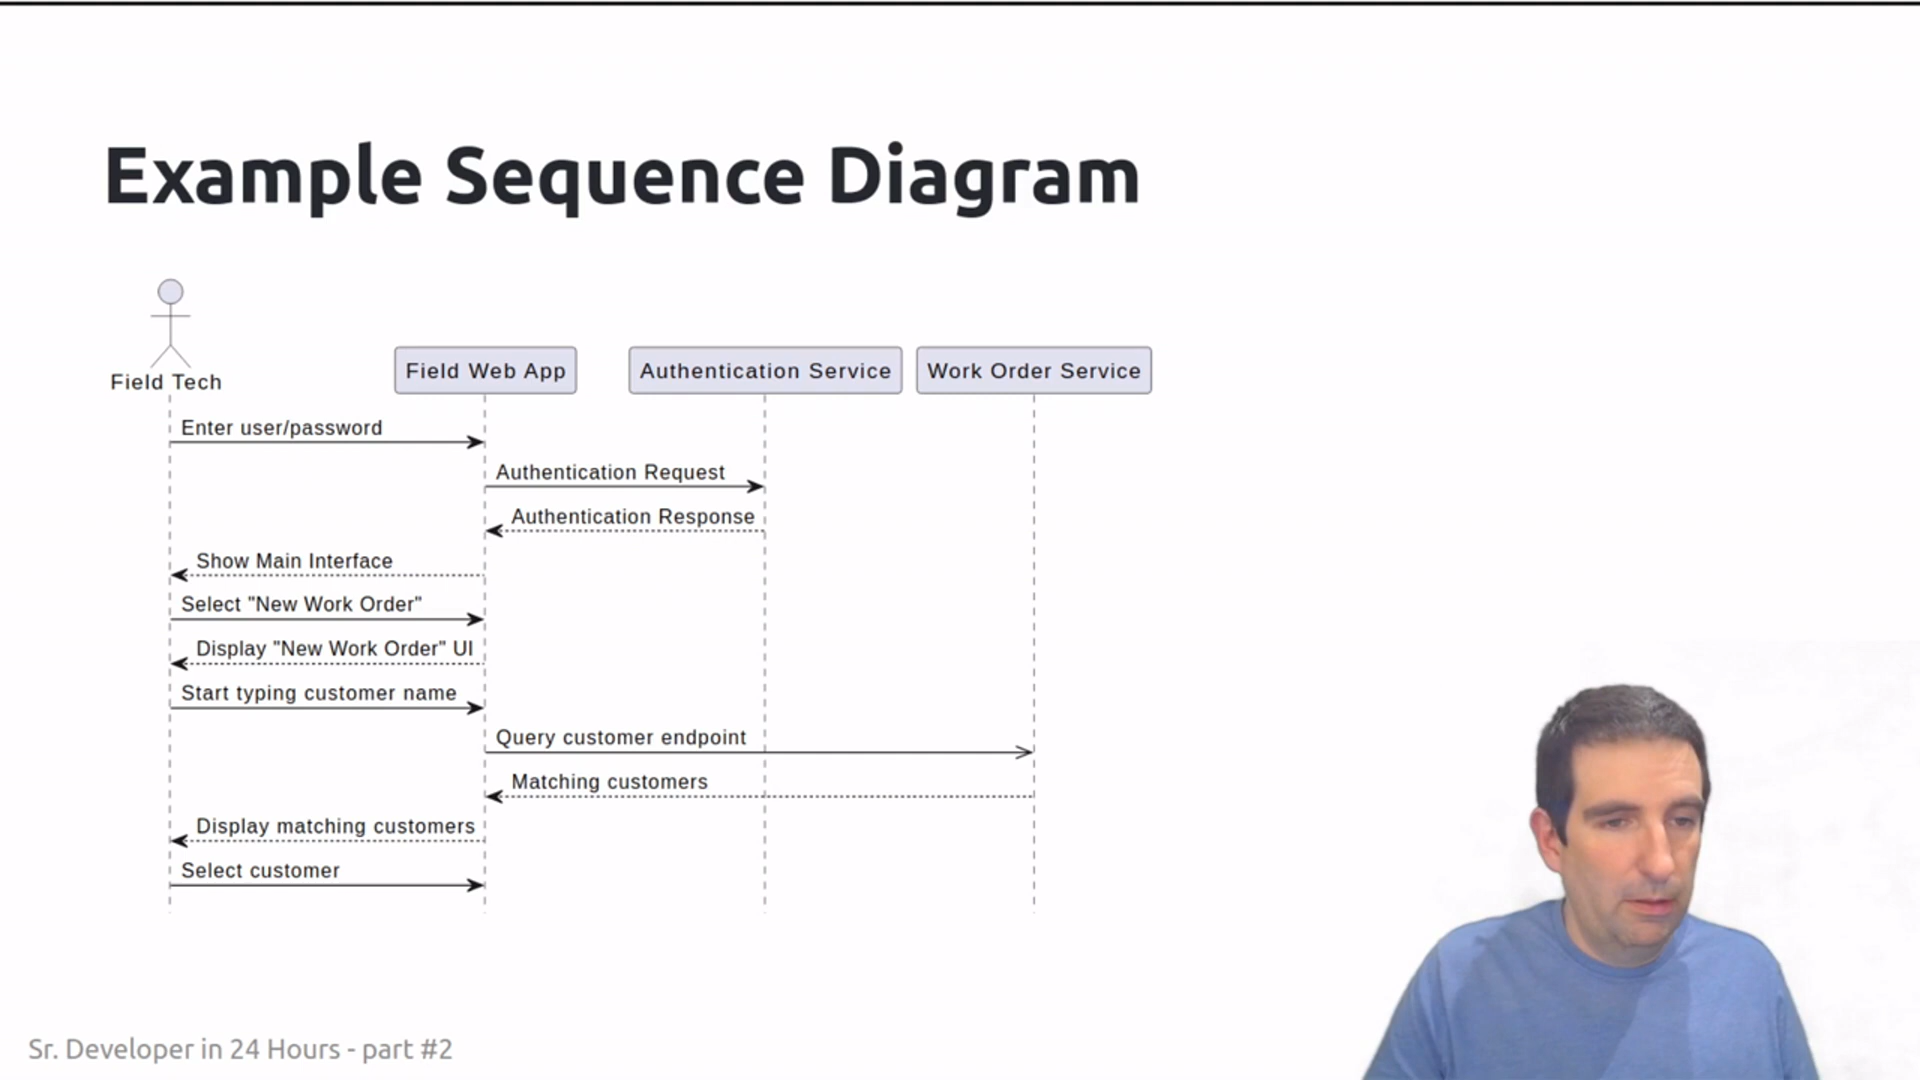 Example Sequence Diagram
Field Tech
Field Web App
Authentication Service
Work Order Service
Enter user/password
Authentication Request
Authentication Response
Show Main Interface
Select "New Work Order"
Display "New Work Order" UI
Start typing customer name
Query customer endpoint
Matching customers
Display matching customers
Select customer
Sr. Developer in 24 Hours - part #2